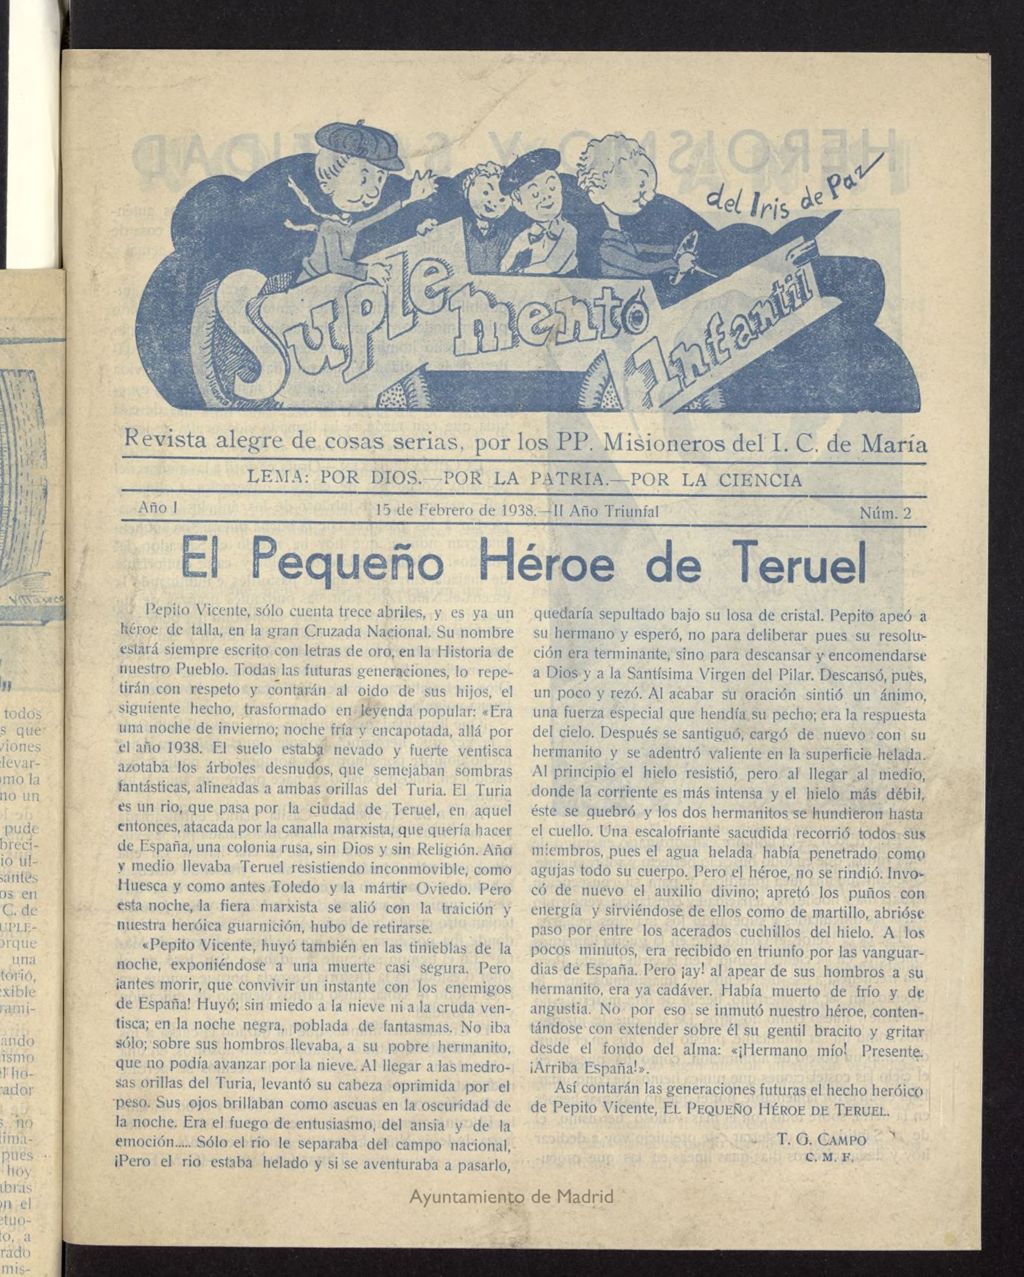 del Iris de Paz
Suplemento
Infantil
Revista alegre de cosas serias, por los PP. Misioneros del I. C. de María
LEMA: POR DIOS.—POR LA PATRIA.—POR LA CIENCIA
Año I 15 de Febrero de 1938.—II Año Triunfal Núm. 2
El Pequeño Héroe de Teruel
Pepito Vicente, sólo cuenta trece abriles, y es ya un
héroe de talla, en la gran Cruzada Nacional. Su nombre
estará siempre escrito con letras de oro, en la Historia de
nuestro Pueblo. Todas las futuras generaciones, lo repe-
tirán con respeto y contarán al oido de sus hijos, el
siguiente hecho, trasformado en leyenda popular: «Era
una noche de invierno; noche fría y encapotada, allá por
el año 1938. El suelo estaba nevado y fuerte ventisca
azotaba los árboles desnudos, que semejaban sombras
fantásticas, alineadas a ambas orillas del Turia. El Turia
es un rio, que pasa por la ciudad de Teruel, en aquel
entonces, atacada por la canalla marxista, que quería hacer
de España, una colonia rusa, sin Dios y sin Religión. Año
y medio llevaba Teruel resistiendo inconmovible, como
Huesca y como antes Toledo y la mártir Oviedo. Pero
esta noche, la fiera marxista se alió con la traición y
nuestra heróica guarnición, hubo de retirarse.
«Pepito Vicente, huyó también en las tinieblas de la
noche, exponiéndose a una muerte casi segura. Pero
¡antes morir, que convivir un instante con los enemigos
de España! Huyó; sin miedo a la nieve ni a la cruda ven-
tisca; en la noche negra, poblada de fantasmas. No iba
sólo; sobre sus hombros llevaba, a su pobre hermanito,
que no podía avanzar por la nieve. Al llegar a las medro-
sas orillas del Turia, levantó su cabeza oprimida por el
peso. Sus ojos brillaban como ascuas en la oscuridad de
la noche. Era el fuego de entusiasmo, del ansia y de la
emoción..... Sólo el rio le separaba del campo nacional,
¡Pero el rio estaba helado y si se aventuraba a pasarlo,
quedaría sepultado bajo su losa de cristal. Pepito apeó a
su hermano y esperó, no para deliberar pues su resolu-
ción era terminante, sino para descansar y encomendarse
a Dios y a la Santísima Virgen del Pilar. Descansó, pues,
un poco y rezó. Al acabar su oración sintió un ánimo,
una fuerza especial que hendía su pecho; era la respuesta
del cielo. Después se santiguó, cargó de nuevo con su
hermanito y se adentró valiente en la superficie helada.
Al principio el hielo resistió, pero al llegar al medio,
donde la corriente es más intensa y el hielo más débil,
éste se quebró y los dos hermanitos se hundieron hasta
el cuello. Una escalofriante sacudida recorrió todos sus
miembros, pues el agua helada había penetrado como
agujas todo su cuerpo. Pero el héroe, no se rindió. Invo-
có de nuevo el auxilio divino; apretó los puños con
energía y sirviéndose de ellos como de martillo, abrióse
paso por entre los acerados cuchillos del hielo. A los
pocos minutos, era recibido en triunfo por las vanguar-
dias de España. Pero ¡ay! al apear de sus hombros a su
hermanito, era ya cadáver. Había muerto de frío y de
angustia. No por eso se inmutó nuestro héroe, conten-
tándose con extender sobre él su gentil bracito y gritar
desde el fondo del alma: «¡Hermano mío! Presente.
¡Arriba España!».
Así contarán las generaciones futuras el hecho heróico
de Pepito Vicente, EL PEQUEÑO HÉROE DE TERUEL.
T. G. CAMPO
C. M. F.
Ayuntamiento de Madrid